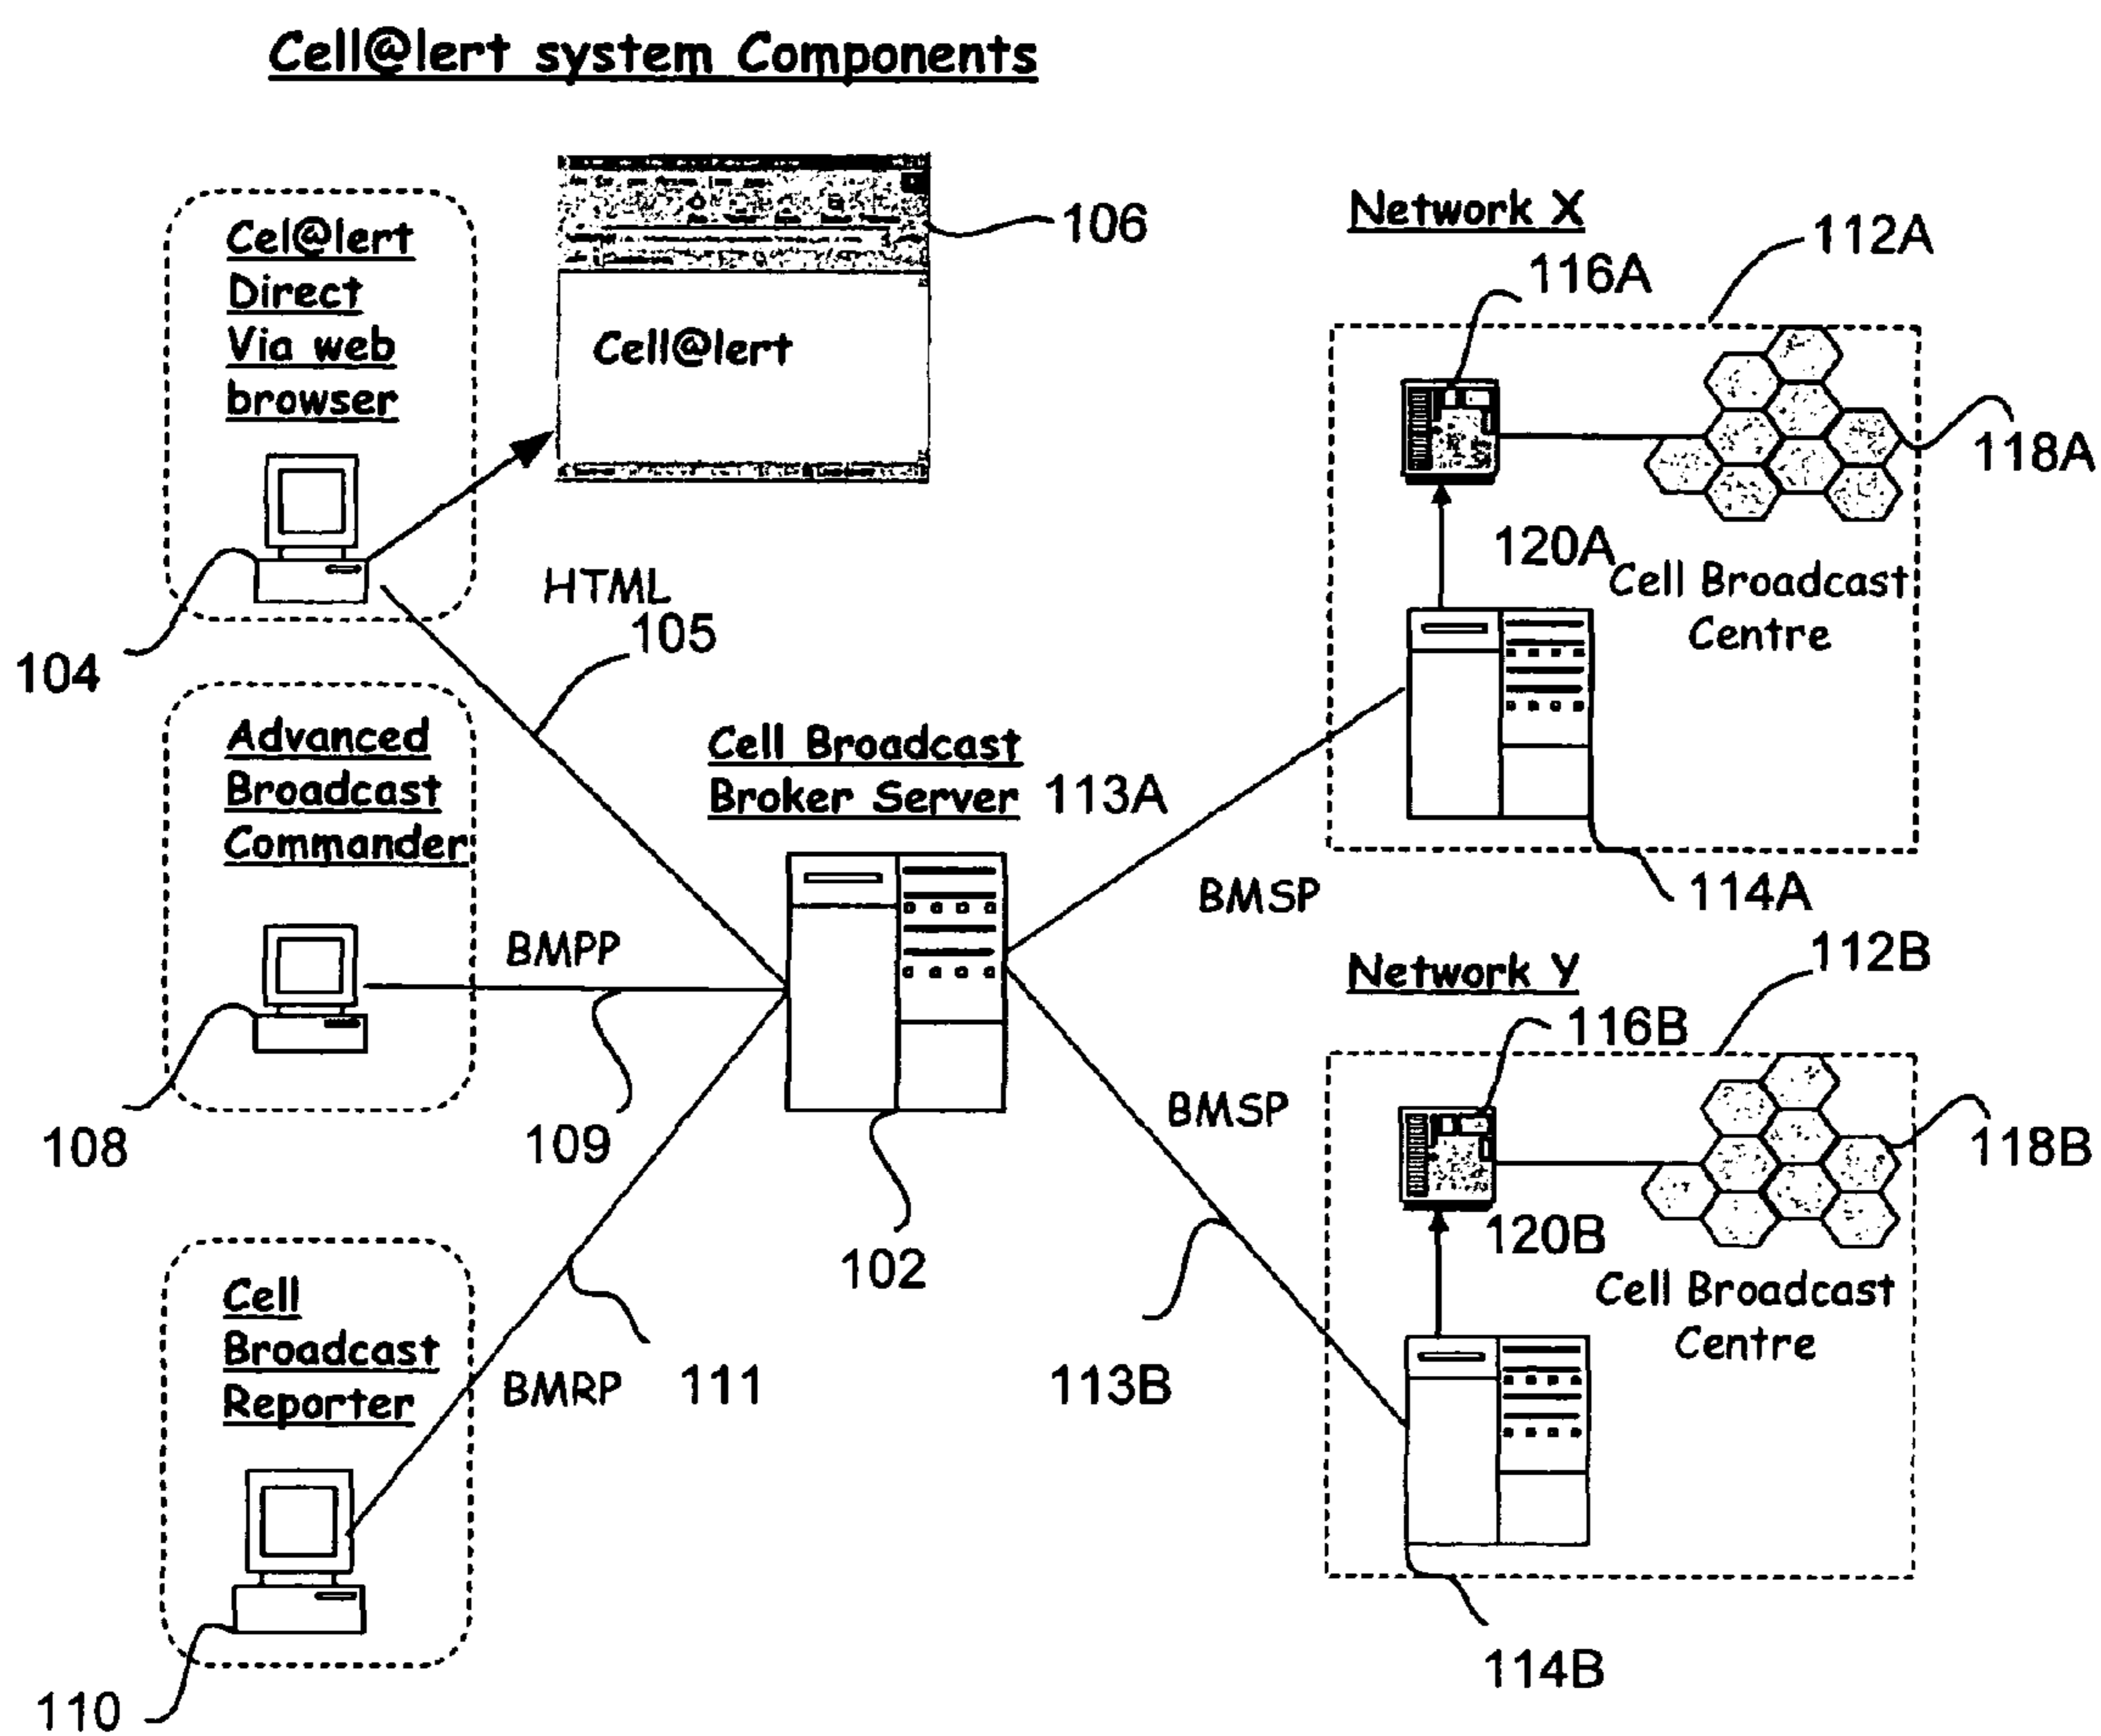 Cell@lert system Components
Cel@lert
Direct
Via web
browser
104
Cell@lert
106
HTML
105
Advanced
Broadcast
Commander
108
BMPP
109
Cell
Broadcast
Reporter
110
BMRP
111
Cell Broadcast
Broker Server
102
113A
BMSP
BMSP
113B
Network X
112A
116A
118A
120A
Cell Broadcast
Centre
114A
Network Y
112B
116B
118B
120B
Cell Broadcast
Centre
114B